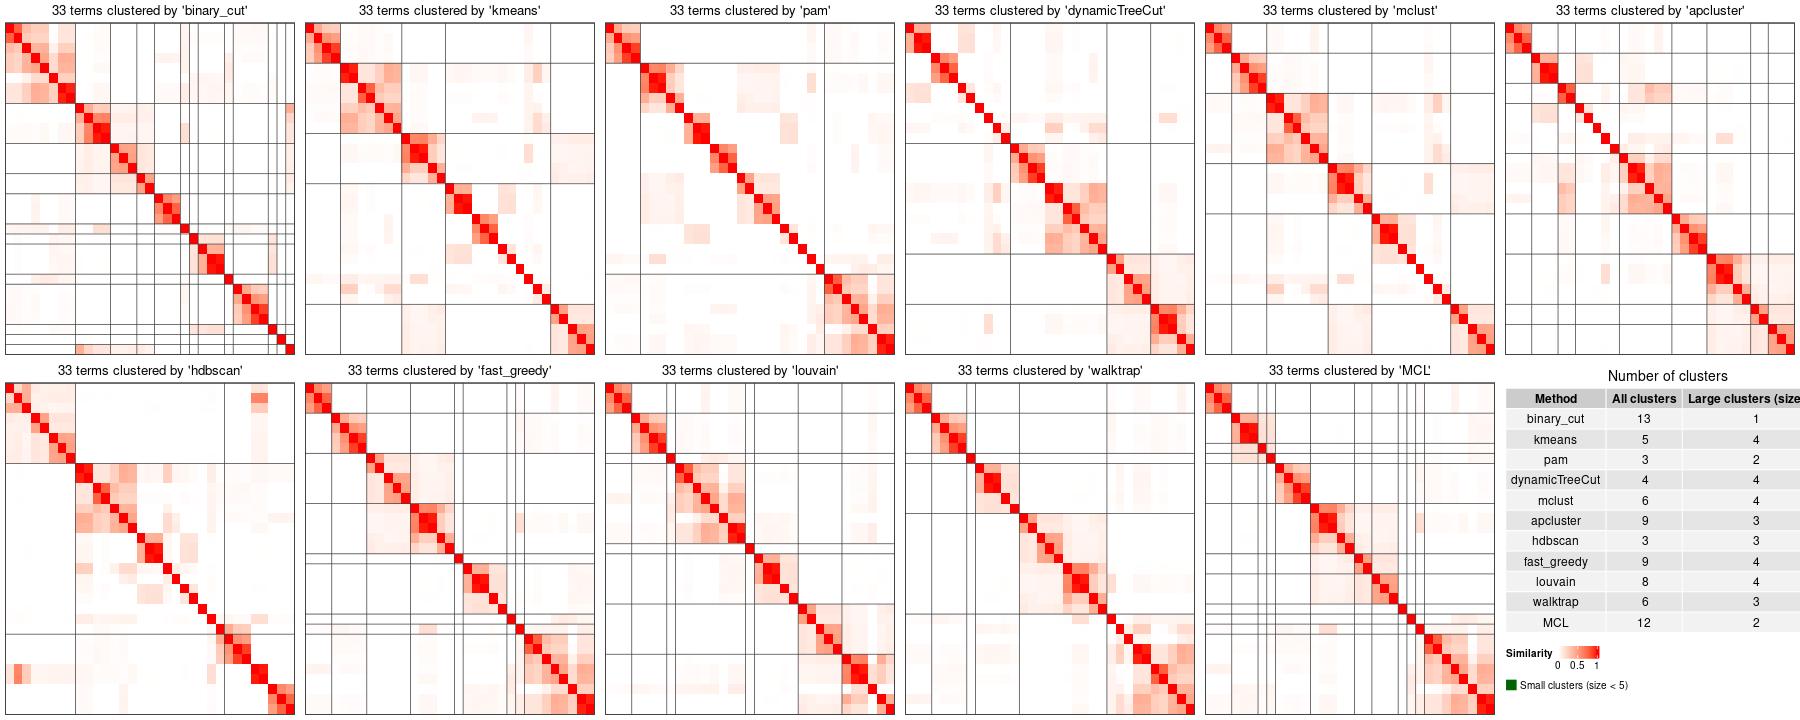 33 terms clustered by 'binary_cut'
33 terms clustered by 'kmeans'
33 terms clustered by 'pam'
33 terms clustered by 'dynamicTreeCut'
33 terms clustered by 'mclust'
33 terms clustered by 'apcluster'
33 terms clustered by 'hdbscan'
33 terms clustered by 'fast_greedy'
33 terms clustered by 'louvain'
33 terms clustered by 'walktrap'
33 terms clustered by 'MCL'
Number of clusters
Method All clusters Large clusters (size
binary_cut 13 1
kmeans 5 4
pam 3 2
dynamicTreeCut 4 4
mclust 6 4
apcluster 9 3
hdbscan 3 3
fast_greedy 9 4
louvain 8 4
walktrap 6 3
MCL 12 2
Similarity
0 0.5 1
Small clusters (size < 5)